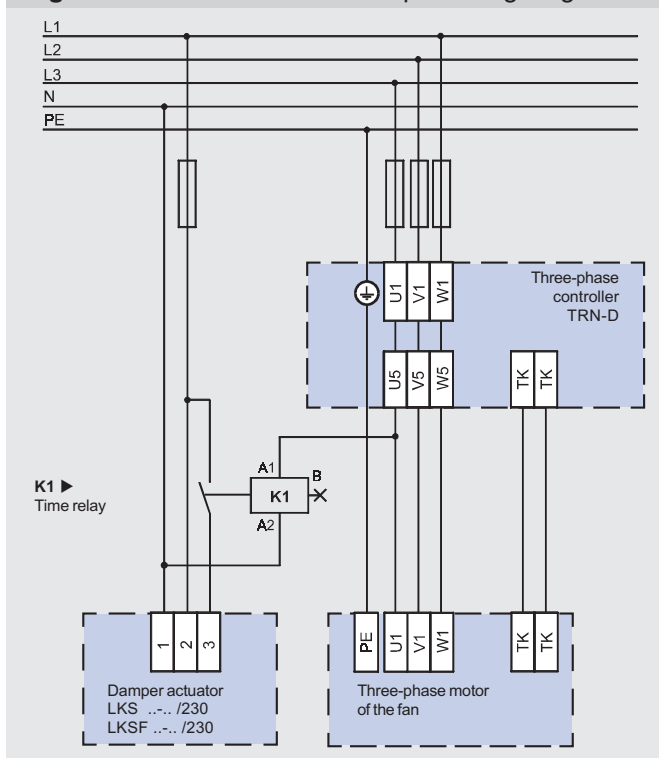 L1
L2
L3
N
PE
Three-phase
controller
TRN-D
U1 V1 W1
U5 V5 W5 TK TK
K1 ▶
Time relay
A1
B
K1
A2
1 2 3
PE U1 V1 W1 TK TK
Damper actuator
LKS ..-.. /230
LKSF ..-.. /230
Three-phase motor
of the fan